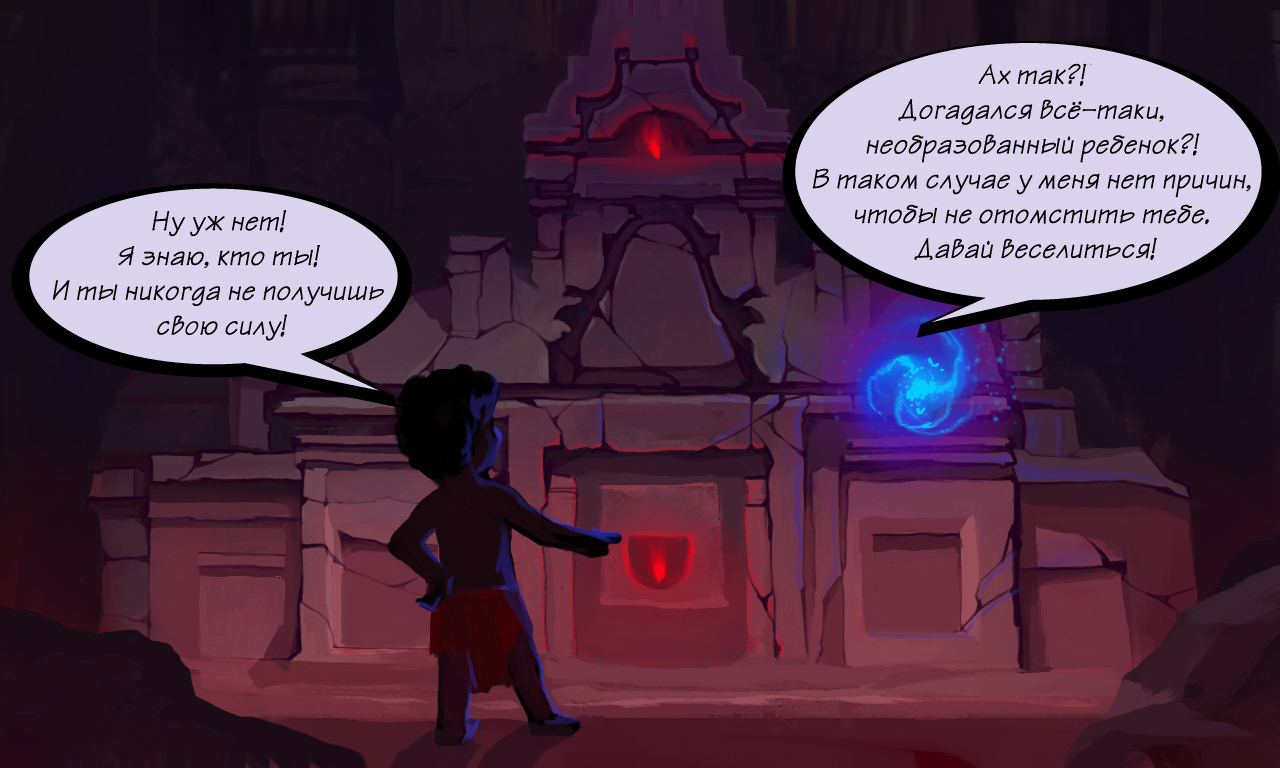 Ну уж нет!
Я знаю, кто ты!
И ты никогда не получишь
свою силу!
Ах так?!
Догадался всё-таки,
необразованный ребенок?!
В таком случае у меня нет причин,
чтобы не отомстить тебе.
Давай веселиться!